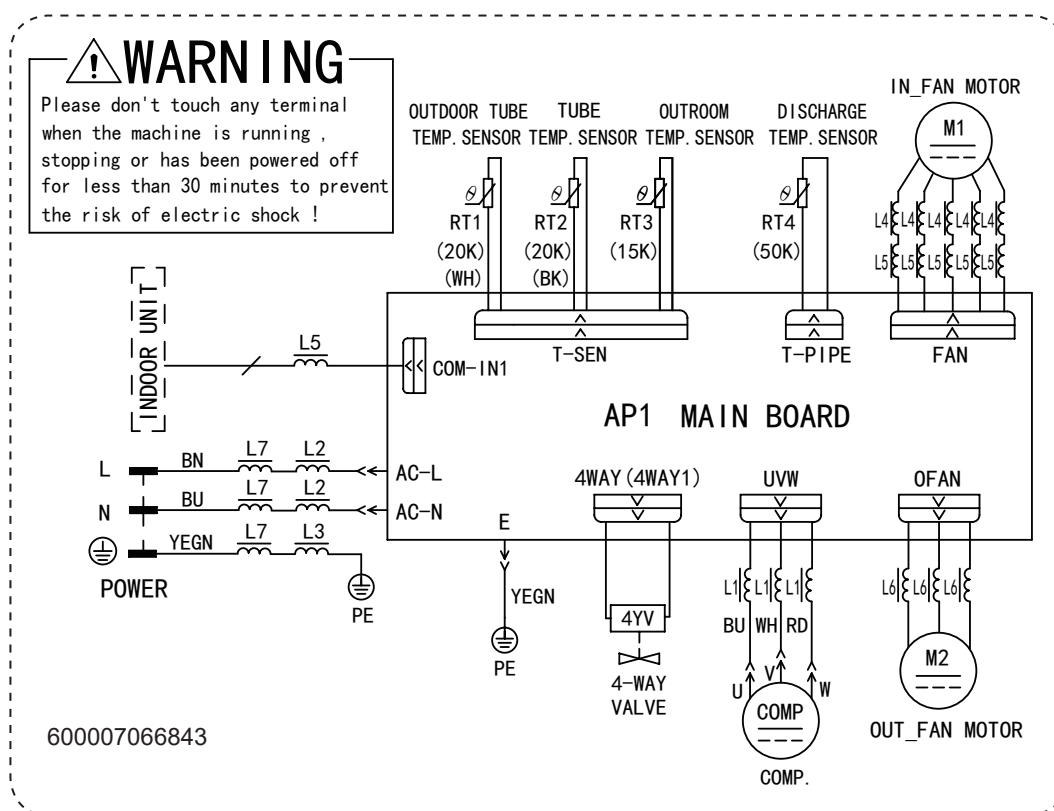 WARNING
Please don't touch any terminal
when the machine is running ,
stopping or has been powered off
for less than 30 minutes to prevent
the risk of electric shock !
OUTDOOR TUBE
TEMP. SENSOR
TUBE
TEMP. SENSOR
OUTROOM
TEMP. SENSOR
DISCHARGE
TEMP. SENSOR
IN_FAN MOTOR
M1
θ
θ
θ
θ
RT1
(20K)
(WH)
RT2
(20K)
(BK)
RT3
(15K)
RT4
(50K)
L4 L4 L4 L4 L4
L5 L5 L5 L5 L5
T-SEN
T-PIPE
FAN
INDOOR UNIT
L5
COM-IN1
AP1 MAIN BOARD
L BN L7 L2 AC-L
N BU L7 L2 AC-N
YEGN L7 L3
POWER
PE
E
YEGN
PE
4WAY(4WAY1)
4YV
4-WAY
VALVE
UVW
L1 L1 L1
BU WH RD
U V W
COMP
COMP.
OFAN
L6 L6 L6
M2
OUT_FAN MOTOR
600007066843